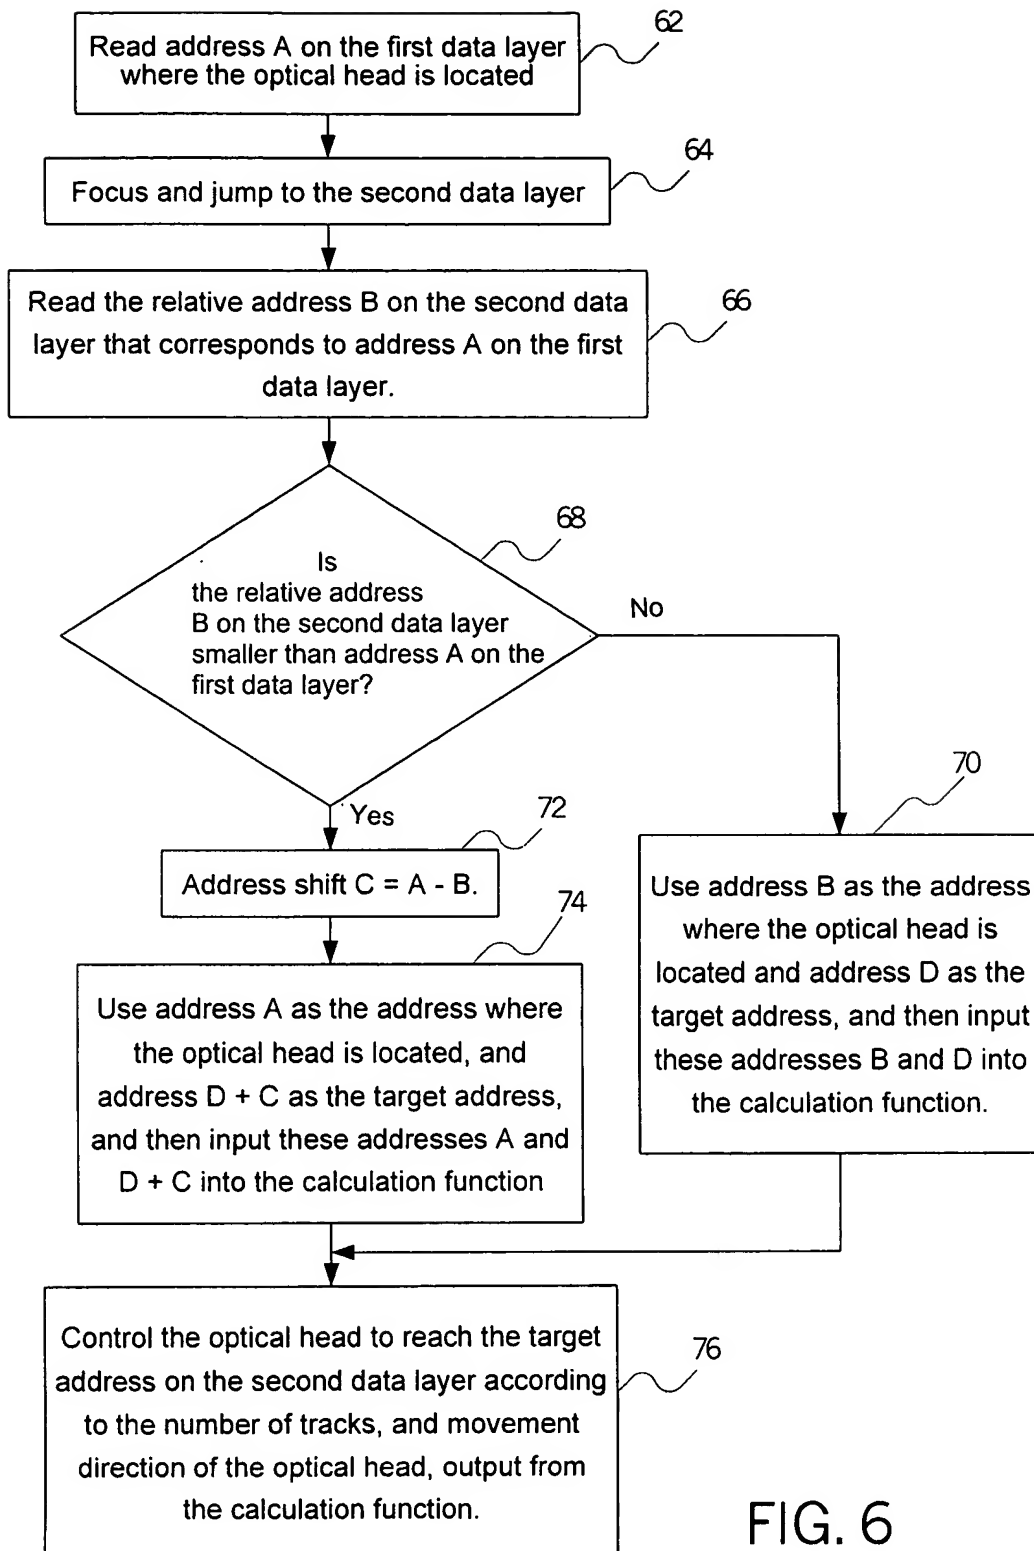 Read address A on the first data layer
where the optical head is located
62
Focus and jump to the second data layer
64
Read the relative address B on the second data
layer that corresponds to address A on the first
data layer.
66
Is
the relative address
B on the second data layer
smaller than address A on the
first data layer?
68
No
Yes
72
Address shift C = A - B.
70
Use address B as the address
where the optical head is
located and address D as the
target address, and then input
these addresses B and D into
the calculation function.
74
Use address A as the address where
the optical head is located, and
address D + C as the target address,
and then input these addresses A and
D + C into the calculation function
Control the optical head to reach the target
address on the second data layer according
to the number of tracks, and movement
direction of the optical head, output from
the calculation function.
76
FIG. 6